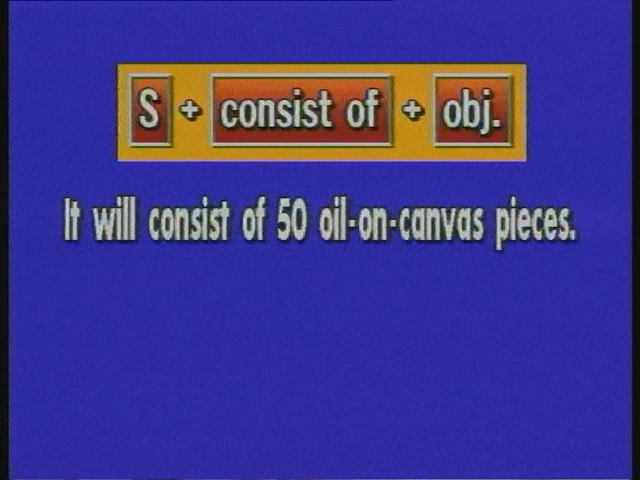 S + consist of + obj.
It will consist of 50 oil-on-canvas pieces.